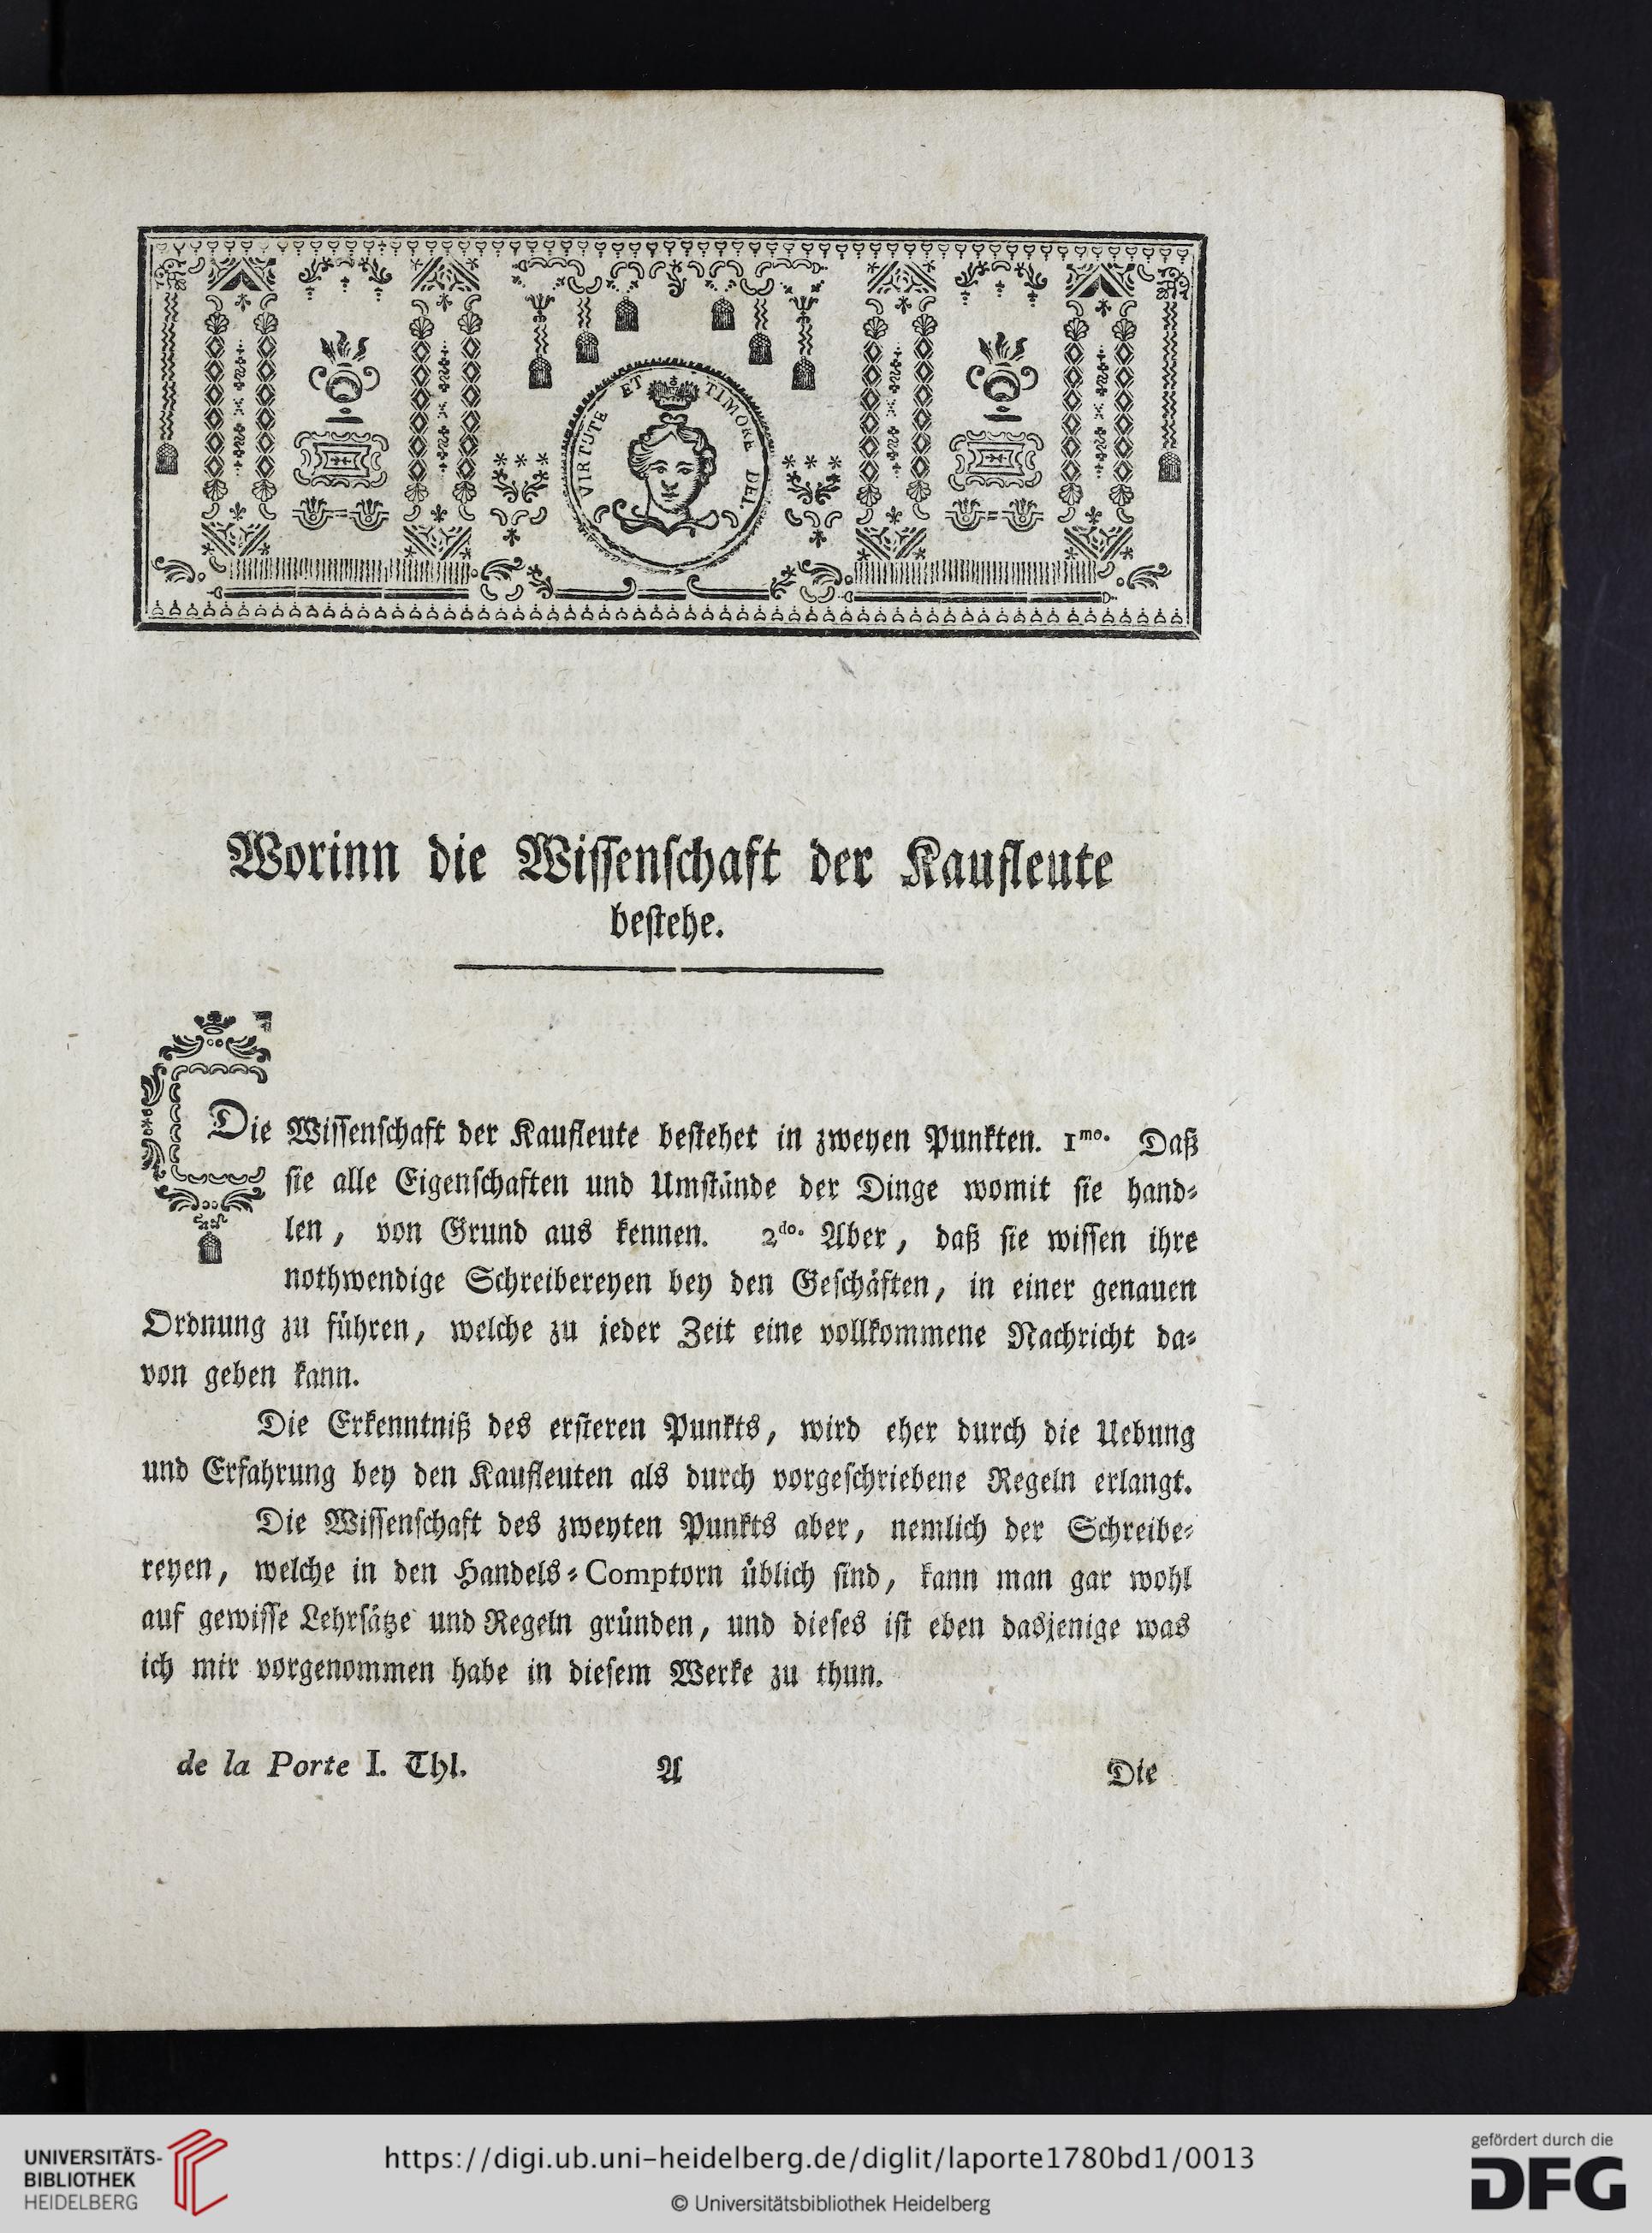 VIRTUTE ET TIMORE DEI.
Worinn die Wiſſenſchaft der Kaufleute
beſtehe.
Die Wiſſenſchaft der Kaufleute beſtehet in zweyen Punkten. 1mo. Daß
ſie alle Eigenſchaften und Umſtände der Dinge womit ſie hand⸗
len, von Grund aus kennen. 2do. Aber, daß ſie wiſſen ihre
nothwendige Schreibereyen bey den Geſchäften, in einer genauen
Ordnung zu führen, welche zu jeder Zeit eine vollkommene Nachricht da⸗
von geben kann.
Die Erkenntniß des erſteren Punkts, wird eher durch die Uebung
und Erfahrung bey den Kaufleuten als durch vorgeſchriebene Regeln erlangt.
Die Wiſſenſchaft des zweyten Punkts aber, nemlich der Schreibe⸗
reyen, welche in den Handels⸗Comptorn üblich ſind, kann man gar wohl
auf gewiſſe Lehrſätze und Regeln gründen, und dieſes iſt eben dasjenige was
ich mir vorgenommen habe in dieſem Werke zu thun.
de la Porte I. Thl. A Die
UNIVERSITÄTS-
BIBLIOTHEK
HEIDELBERG
https://digi.ub.uni-heidelberg.de/diglit/laporte1780bd1/0013
© Universitätsbibliothek Heidelberg
gefördert durch die
DFG